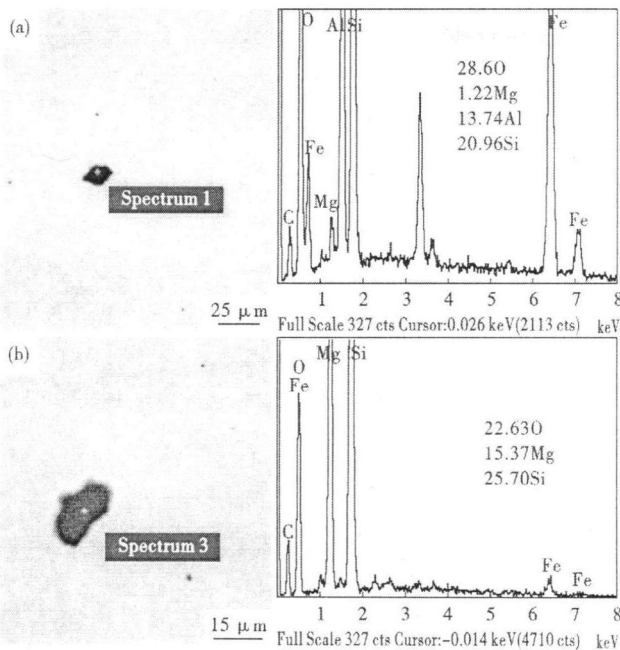 (a)
O
Al Si
Fe
28.6O
1.22Mg
13.74Al
20.96Si
Fe
Spectrum 1
C
Mg
Fe
25 μm
1 2 3 4 5 6 7 8
Full Scale 327 cts Cursor:0.026 keV(2113 cts) keV
(b)
Mg Si
O
Fe
22.63O
15.37Mg
25.70Si
C
Spectrum 3
Fe
Fe
15 μm
1 2 3 4 5 6 7 8
Full Scale 327 cts Cursor:-0.014 keV(4710 cts) keV